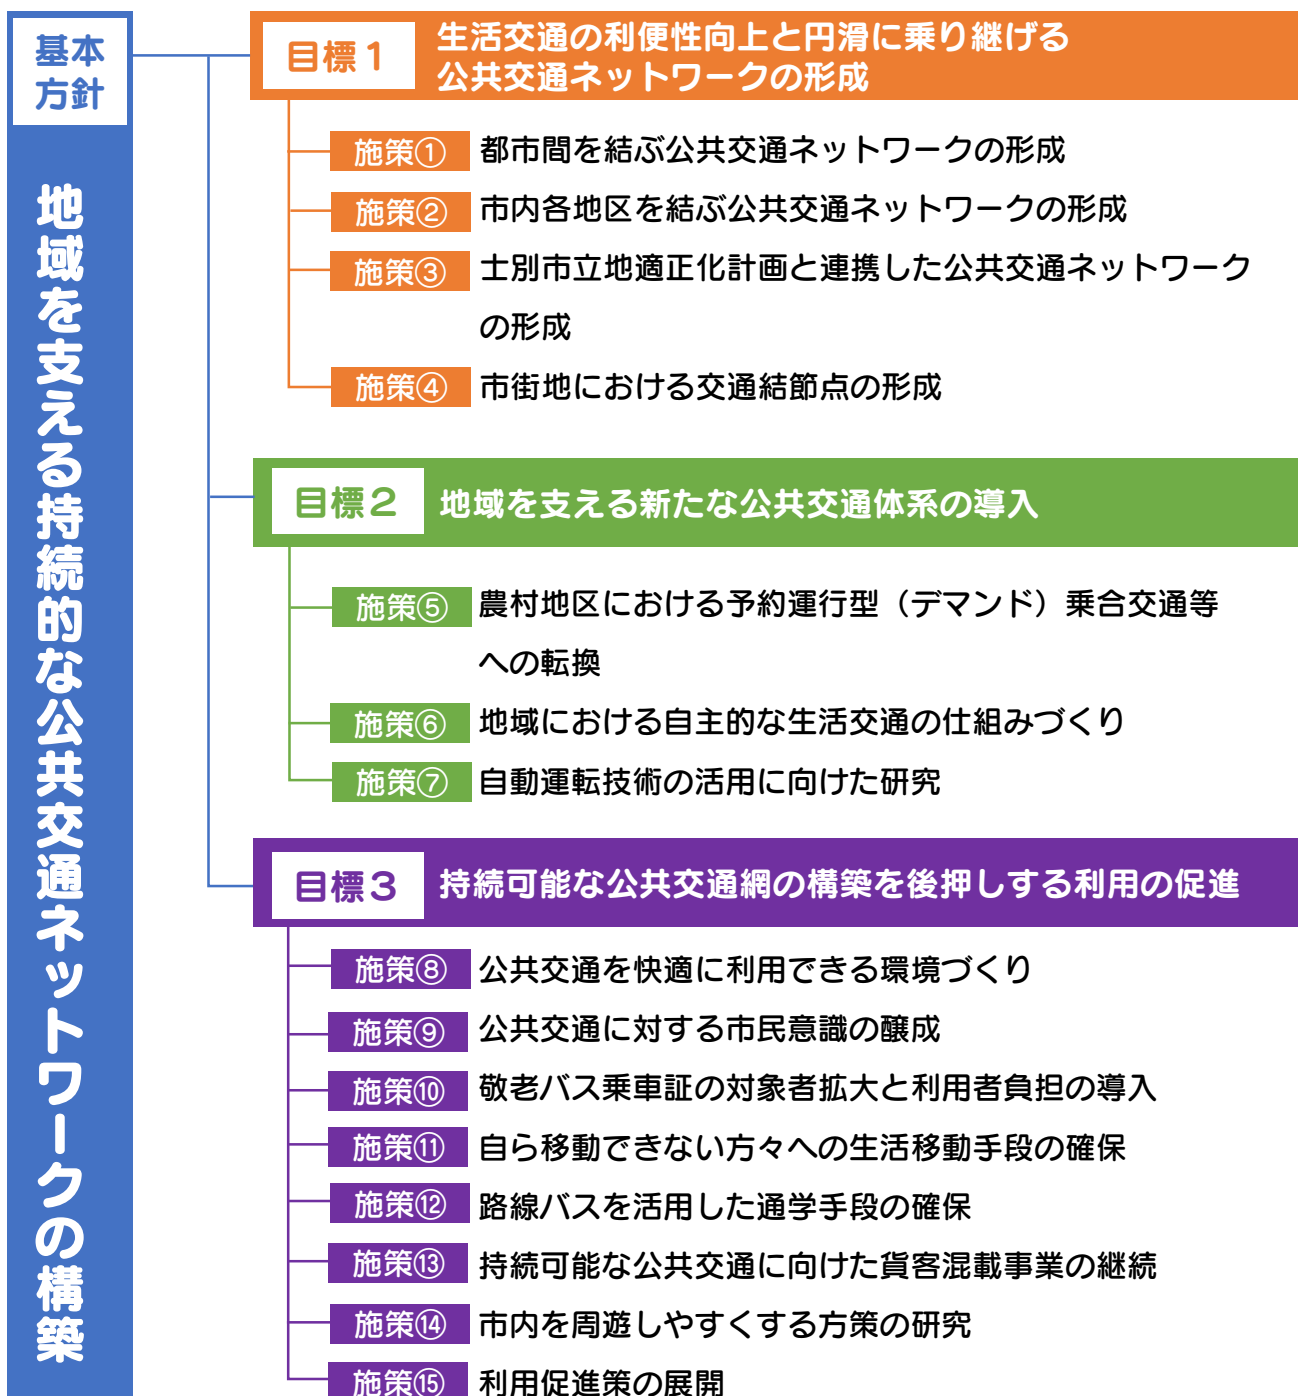 基本
方針
地域を支える持続的な公共交通ネットワークの構築
目標１
生活交通の利便性向上と円滑に乗り継げる
公共交通ネットワークの形成
施策① 都市間を結ぶ公共交通ネットワークの形成
施策② 市内各地区を結ぶ公共交通ネットワークの形成
施策③ 士別市立地適正化計画と連携した公共交通ネットワーク
の形成
施策④ 市街地における交通結節点の形成
目標２ 地域を支える新たな公共交通体系の導入
施策⑤ 農村地区における予約運行型（デマンド）乗合交通等
への転換
施策⑥ 地域における自主的な生活交通の仕組みづくり
施策⑦ 自動運転技術の活用に向けた研究
目標３ 持続可能な公共交通網の構築を後押しする利用の促進
施策⑧ 公共交通を快適に利用できる環境づくり
施策⑨ 公共交通に対する市民意識の醸成
施策⑩ 敬老バス乗車証の対象者拡大と利用者負担の導入
施策⑪ 自ら移動できない方々への生活移動手段の確保
施策⑫ 路線バスを活用した通学手段の確保
施策⑬ 持続可能な公共交通に向けた貨客混載事業の継続
施策⑭ 市内を周遊しやすくする方策の研究
施策⑮ 利用促進策の展開